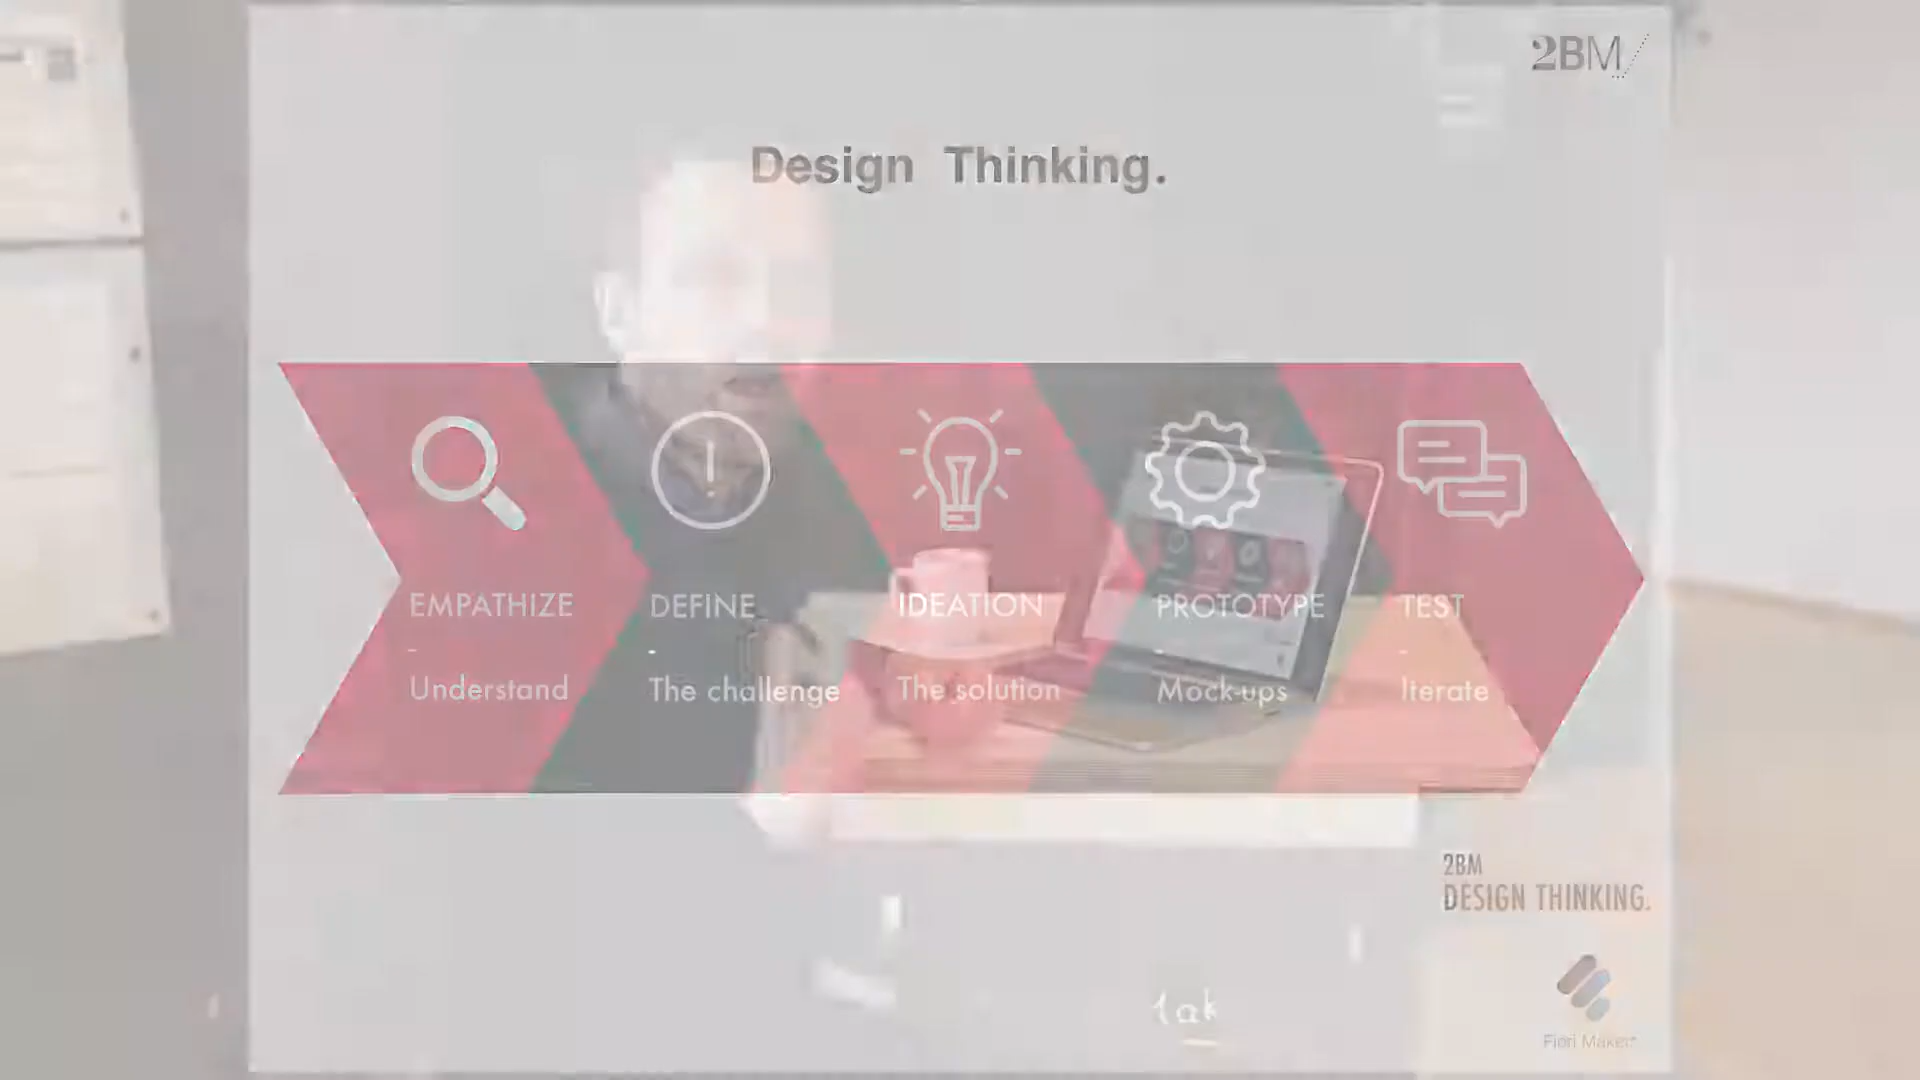 2BM
Design Thinking.
EMPATHIZE
Understand
DEFINE
The challenge
IDEATION
The solution
PROTOTYPE
Mock-ups
TEST
Iterate
2BM
DESIGN THINKING.
Fiori Maker